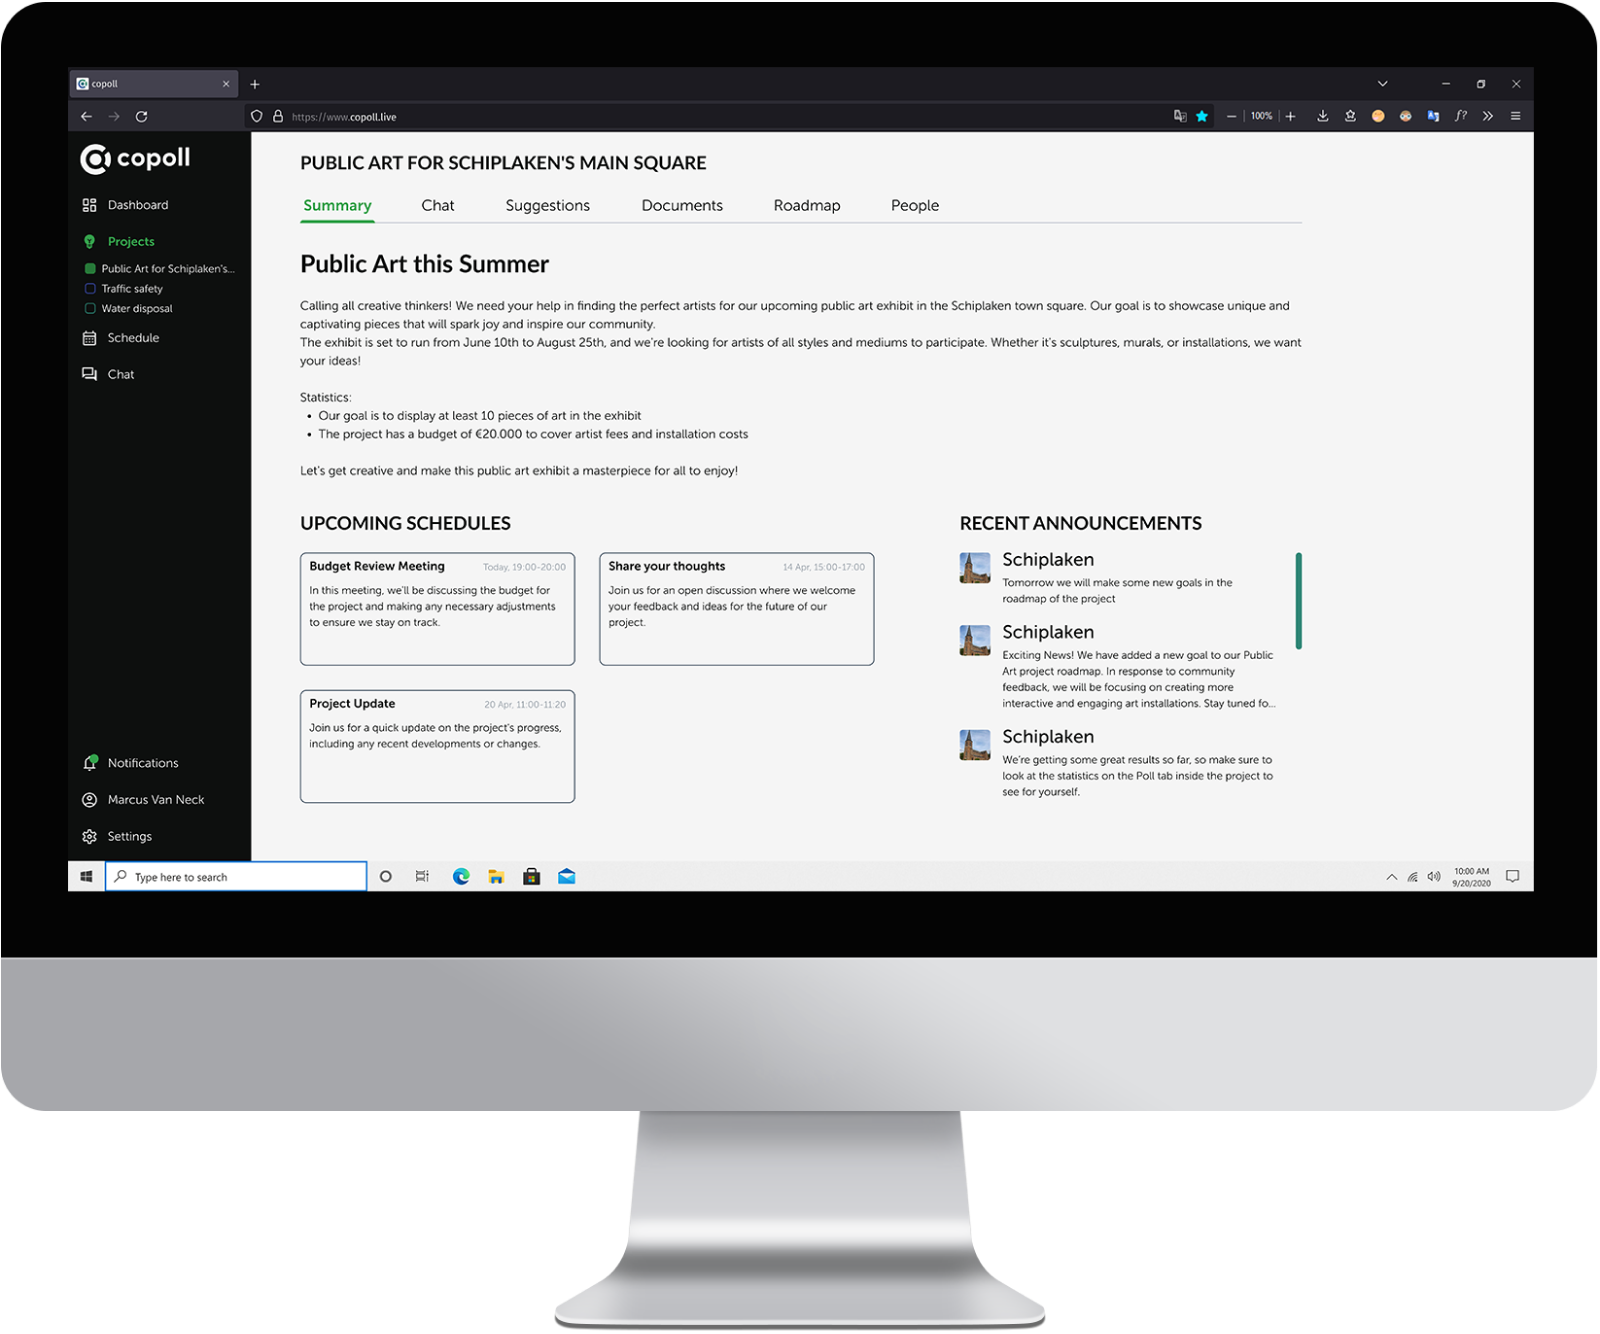 copoll
https://www.copoll.live
100%
copoll
Dashboard
Projects
Public Art for Schiplaken's...
Traffic safety
Water disposal
Schedule
Chat
Notifications
Marcus Van Neck
Settings
PUBLIC ART FOR SCHIPLAKEN'S MAIN SQUARE
Summary Chat Suggestions Documents Roadmap People
Public Art this Summer
Calling all creative thinkers! We need your help in finding the perfect artists for our upcoming public art exhibit in the Schiplaken town square. Our goal is to showcase unique and
captivating pieces that will spark joy and inspire our community.
The exhibit is set to run from June 10th to August 25th, and we're looking for artists of all styles and mediums to participate. Whether it's sculptures, murals, or installations, we want
your ideas!
Statistics:
• Our goal is to display at least 10 pieces of art in the exhibit
• The project has a budget of €20.000 to cover artist fees and installation costs
Let's get creative and make this public art exhibit a masterpiece for all to enjoy!
UPCOMING SCHEDULES
Budget Review Meeting Today, 19:00-20:00
In this meeting, we'll be discussing the budget for
the project and making any necessary adjustments
to ensure we stay on track.
Share your thoughts 14 Apr, 15:00-17:00
Join us for an open discussion where we welcome
your feedback and ideas for the future of our
project.
Project Update 20 Apr, 11:00-11:20
Join us for a quick update on the project's progress,
including any recent developments or changes.
RECENT ANNOUNCEMENTS
Schiplaken
Tomorrow we will make some new goals in the
roadmap of the project
Schiplaken
Exciting News! We have added a new goal to our Public
Art project roadmap. In response to community
feedback, we will be focusing on creating more
interactive and engaging art installations. Stay tuned fo...
Schiplaken
We're getting some great results so far, so make sure to
look at the statistics on the Poll tab inside the project to
see for yourself.
Type here to search
10:00 AM
9/20/2020